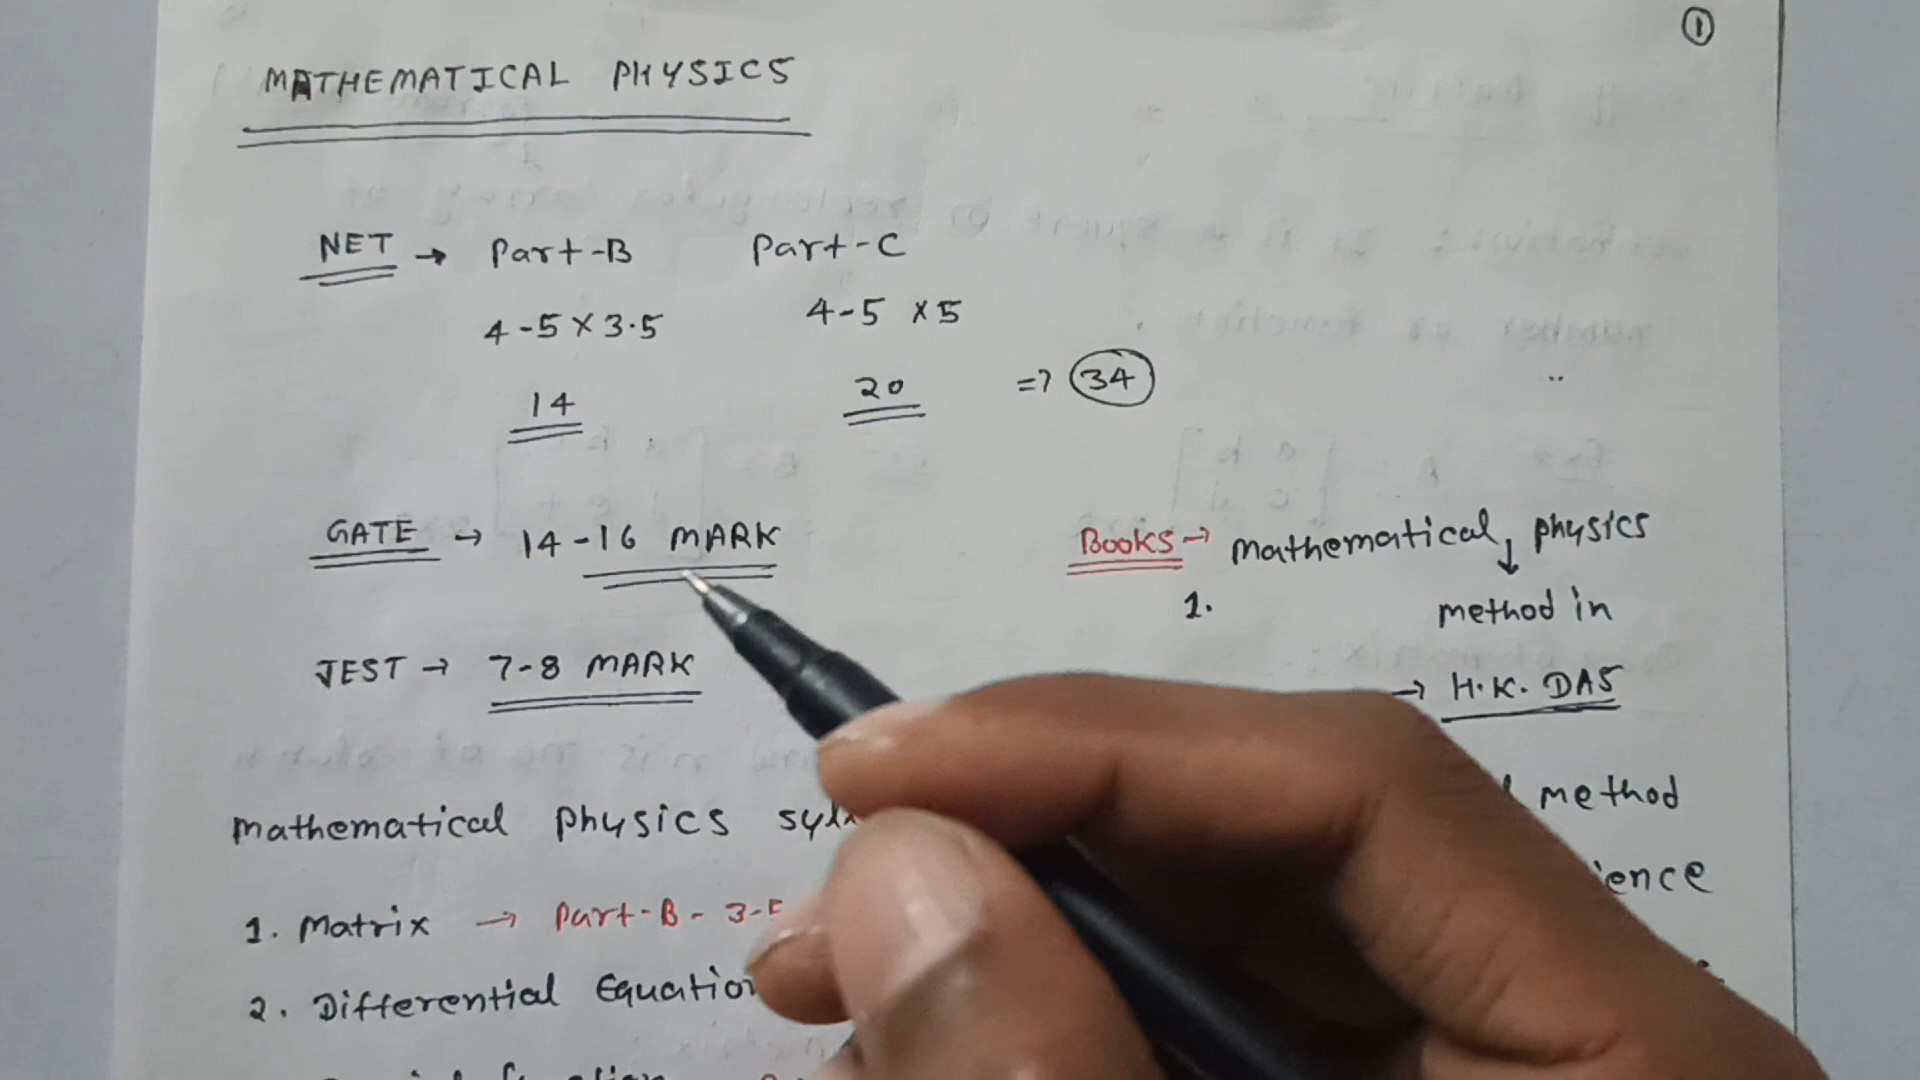 1
MATHEMATICAL PHYSICS
NET → Part-B Part-C
4-5 × 3.5 4-5 × 5
14 20 => 34
GATE → 14-16 MARK
Books → Mathematical, physics
1. method in
JEST → 7-8 MARK
→ H.K. DAS
method
Mathematical physics
ience
1. Matrix → Part-B - 3.5
2. Differential Equation